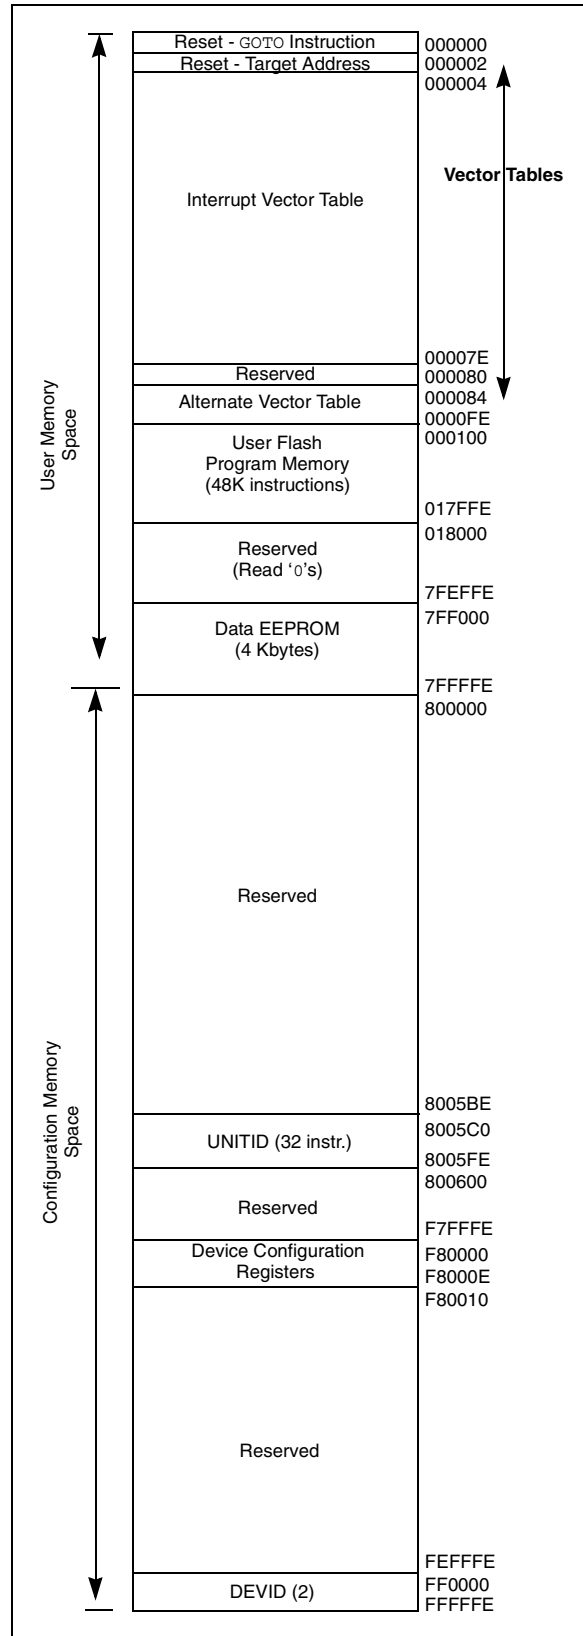 Reset - GOTO Instruction
000000
Reset - Target Address
000002
000004
Vector Tables
Interrupt Vector Table
00007E
Reserved
000080
Alternate Vector Table
000084
0000FE
User Memory
Space
User Flash
Program Memory
(48K instructions)
000100
017FFE
018000
Reserved
(Read ‘0’s)
7FEFFE
7FF000
Data EEPROM
(4 Kbytes)
7FFFFE
800000
Reserved
Configuration Memory
Space
8005BE
UNITID (32 instr.)
8005C0
8005FE
800600
Reserved
F7FFFE
Device Configuration
Registers
F80000
F8000E
F80010
Reserved
FEFFFE
DEVID (2)
FF0000
FFFFFE